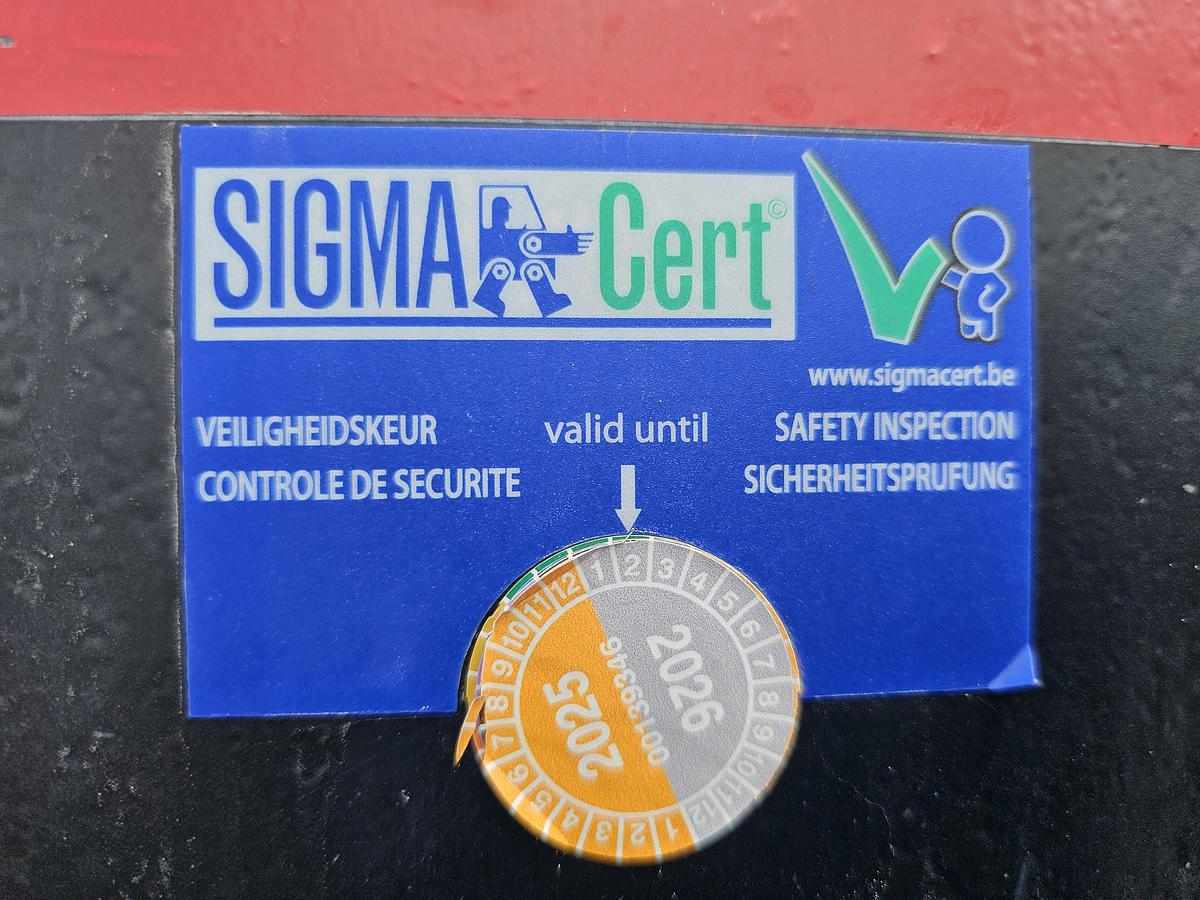 SIGMA Cert©
www.sigmacert.be
VEILIGHEIDSKEUR
valid until
SAFETY INSPECTION
CONTROLE DE SECURITE
SICHERHEITSPRUFUNG
1 2 3 4 5 6 7 8 9 10 11 12
2026
00139346
2025
1 2 3 4 5 6 7 8 9 10 11 12